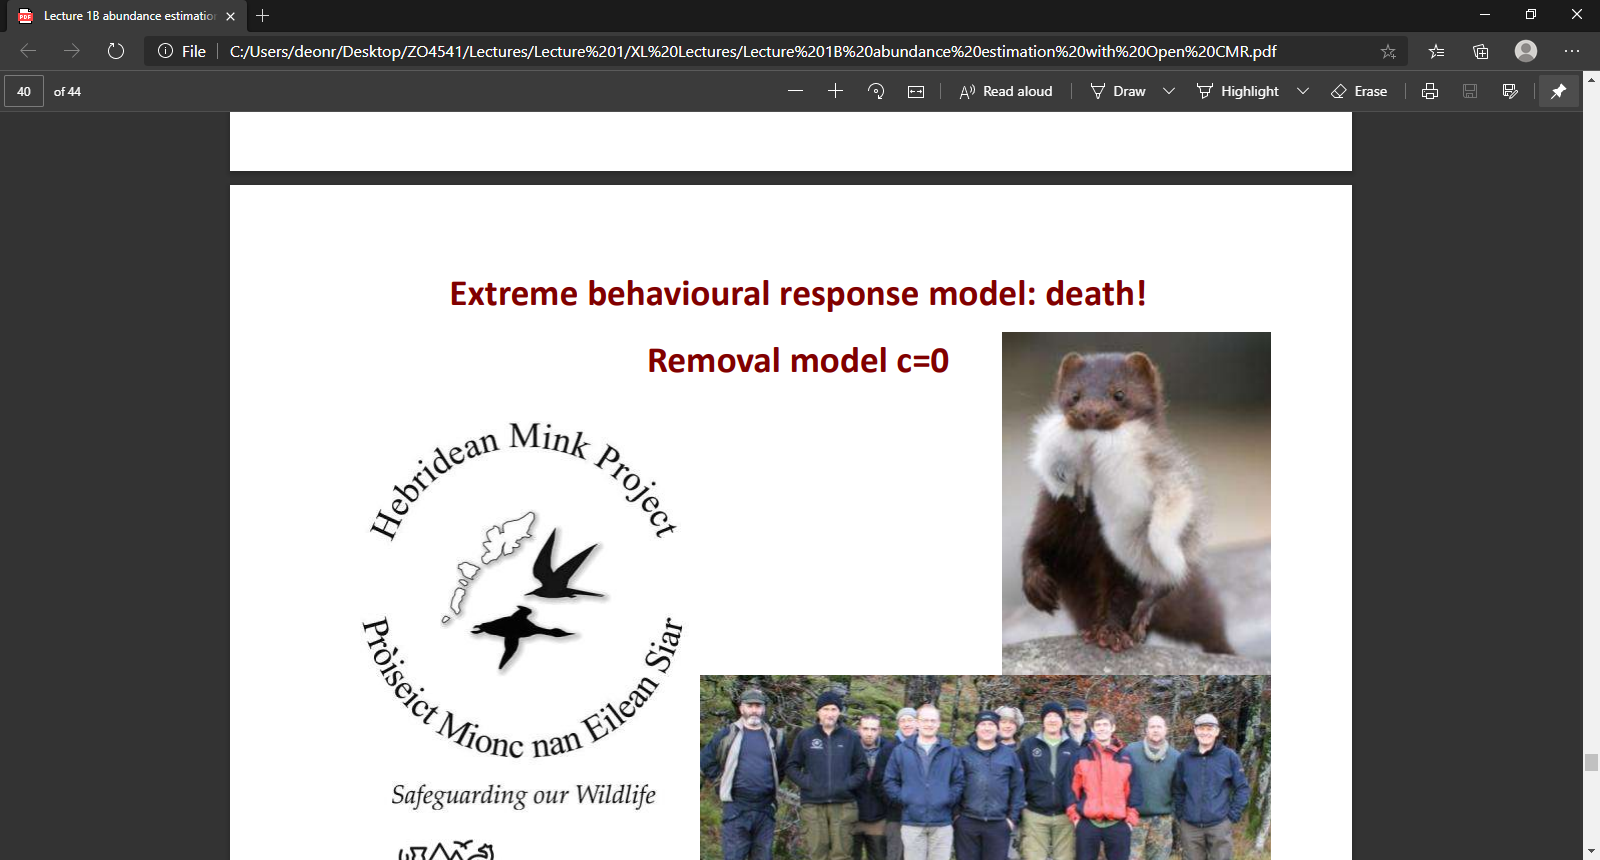 Lecture 1B abundance estimatio
File
C:/Users/deonr/Desktop/ZO4541/Lectures/Lecture%201/XL%20Lectures/Lecture%201B%20abundance%20estimation%20with%20Open%20CMR.pdf
40 of 44
Read aloud
Draw
Highlight
Erase
Extreme behavioural response model: death!
Removal model c=0
Hebridean Mink Project
Pròiseict Mionc nan Eilean Siar
Safeguarding our Wildlife